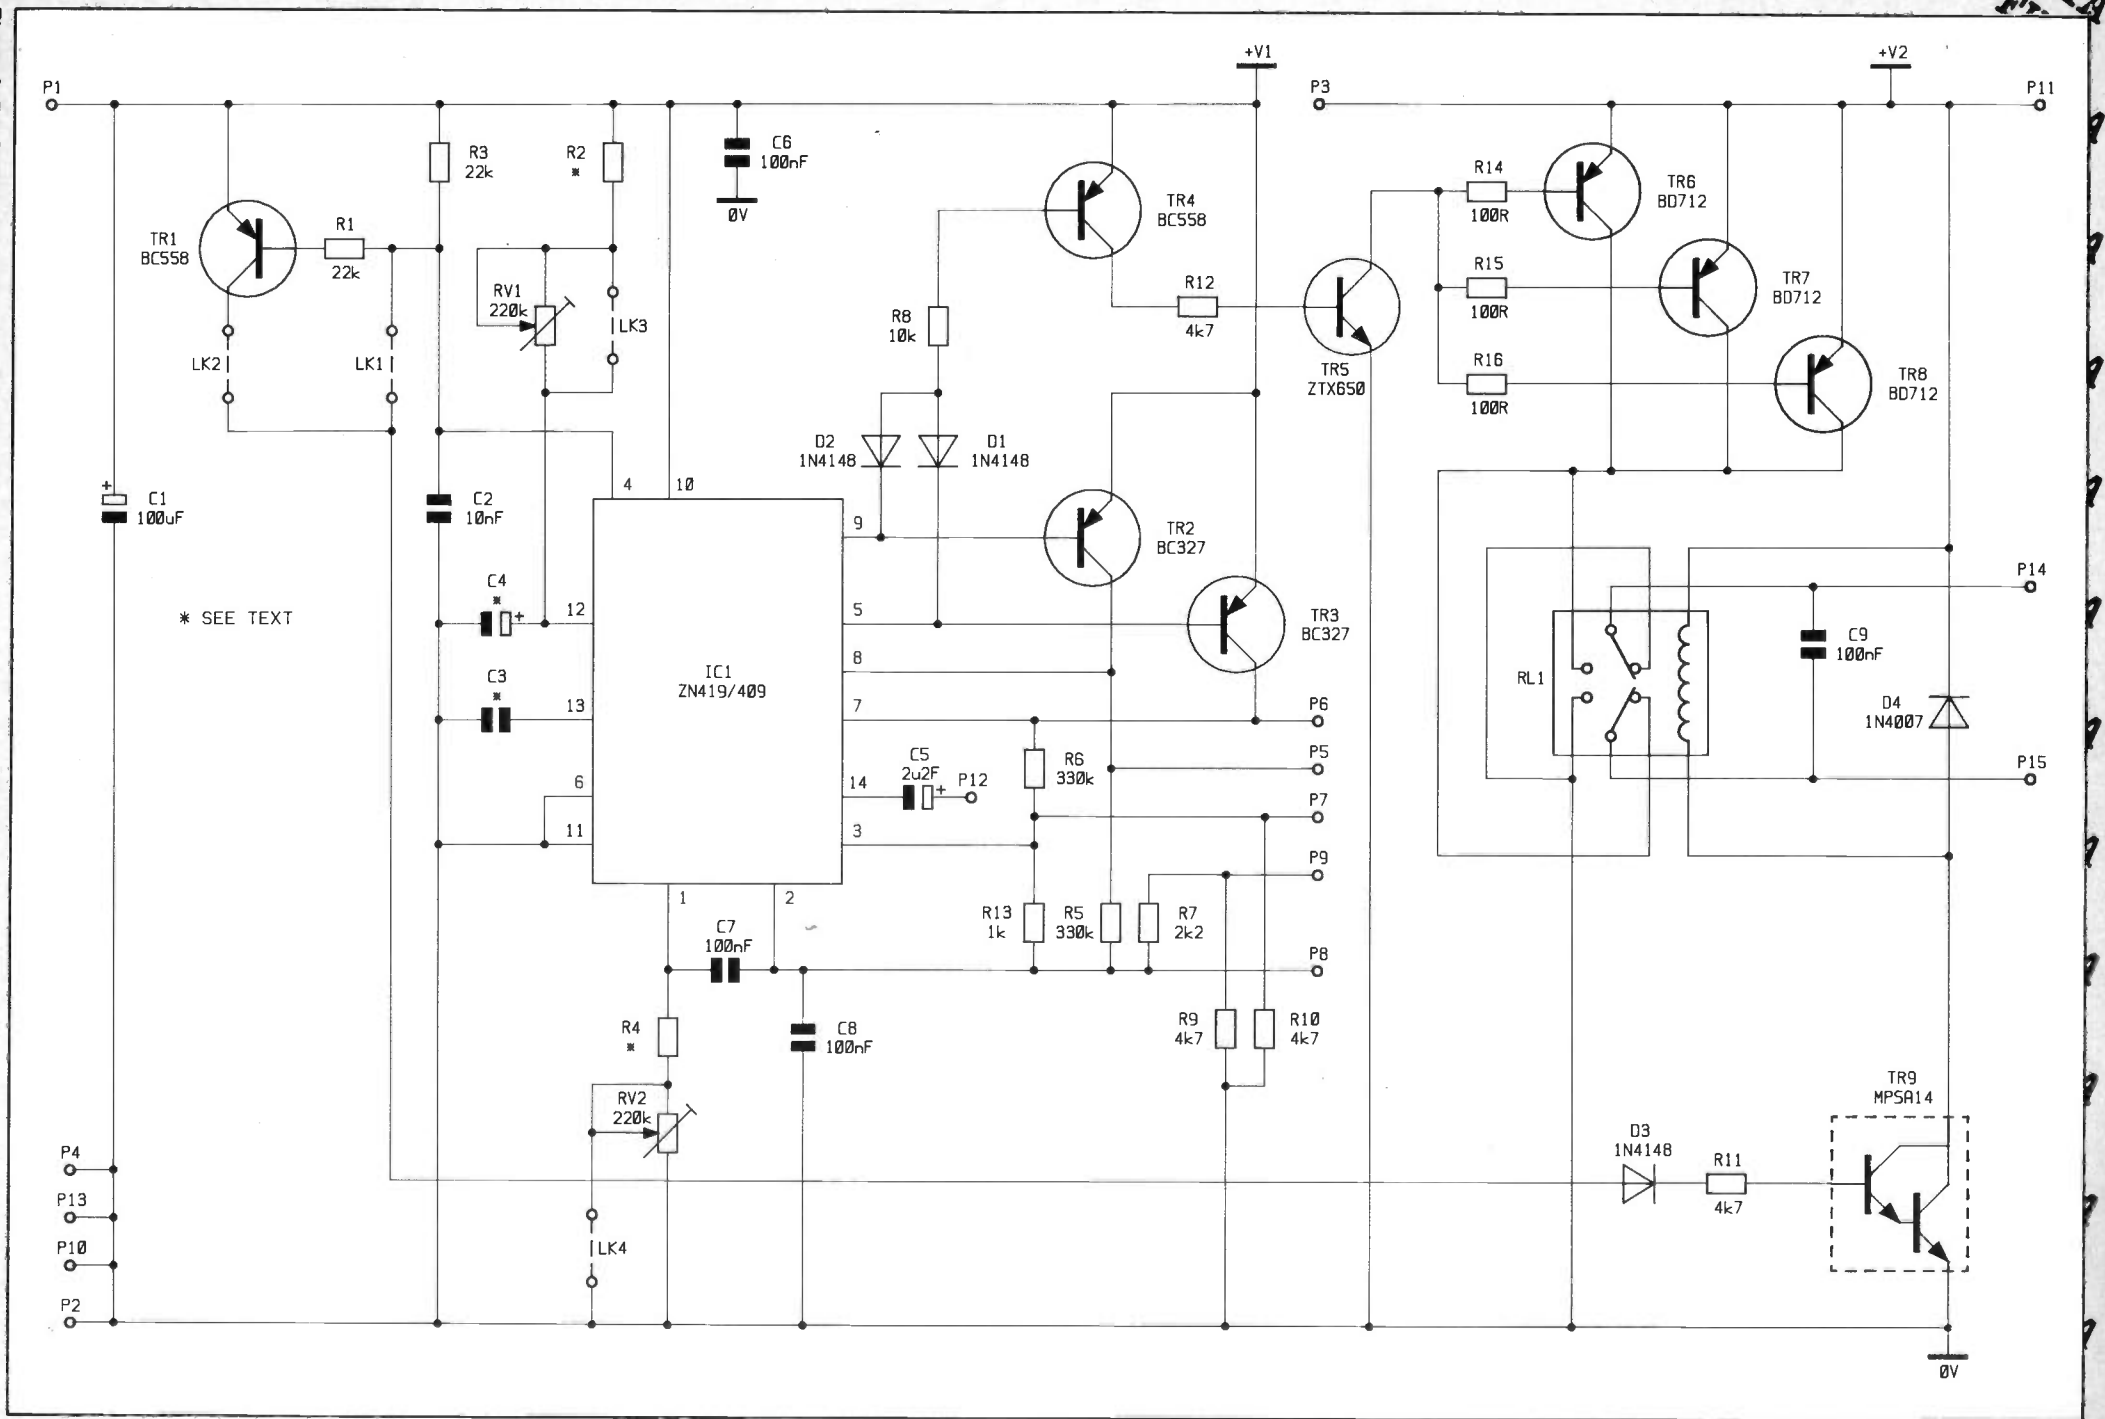 +V1
+V2
P1
P3
P11
R3
22k
R2
*
C6
100nF
0V
TR4
BC558
R14
100R
TR6
BD712
TR1
BC558
R1
22k
RV1
220k
LK3
R8
10k
R12
4k7
R15
100R
TR7
BD712
LK2
LK1
TR5
ZTX650
R16
100R
TR8
BD712
D2
1N4148
D1
1N4148
+
C1
100uF
C2
10nF
4
10
9
TR2
BC327
* SEE TEXT
C4
*
+
12
5
TR3
BC327
P14
C3
*
13
IC1
ZN419/409
8
7
RL1
C9
100nF
D4
1N4007
P6
C5
2u2F
+
P12
R6
330k
P5
P15
6
14
P7
11
3
P9
1
2
C7
100nF
R13
1k
R5
330k
R7
2k2
P8
R4
*
C8
100nF
R9
4k7
R10
4k7
RV2
220k
TR9
MPSA14
D3
1N4148
R11
4k7
P4
P13
P10
P2
LK4
0V